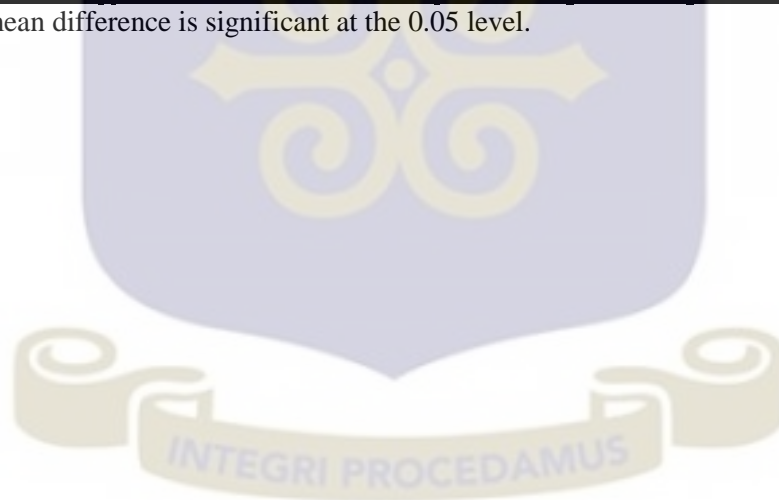 mean difference is significant at the 0.05 level.
INTEGRI PROCEDAMUS